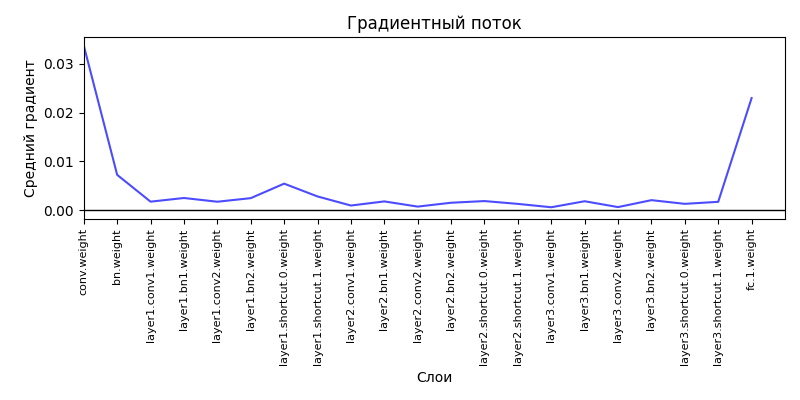 Градиентный поток
Средний градиент
0.03
0.02
0.01
0.00
conv.weight
bn.weight
layer1.conv1.weight
layer1.bn1.weight
layer1.conv2.weight
layer1.bn2.weight
layer1.shortcut.0.weight
layer1.shortcut.1.weight
layer2.conv1.weight
layer2.bn1.weight
layer2.conv2.weight
layer2.bn2.weight
layer2.shortcut.0.weight
layer2.shortcut.1.weight
layer3.conv1.weight
layer3.bn1.weight
layer3.conv2.weight
layer3.bn2.weight
layer3.shortcut.0.weight
layer3.shortcut.1.weight
fc.1.weight
Слои